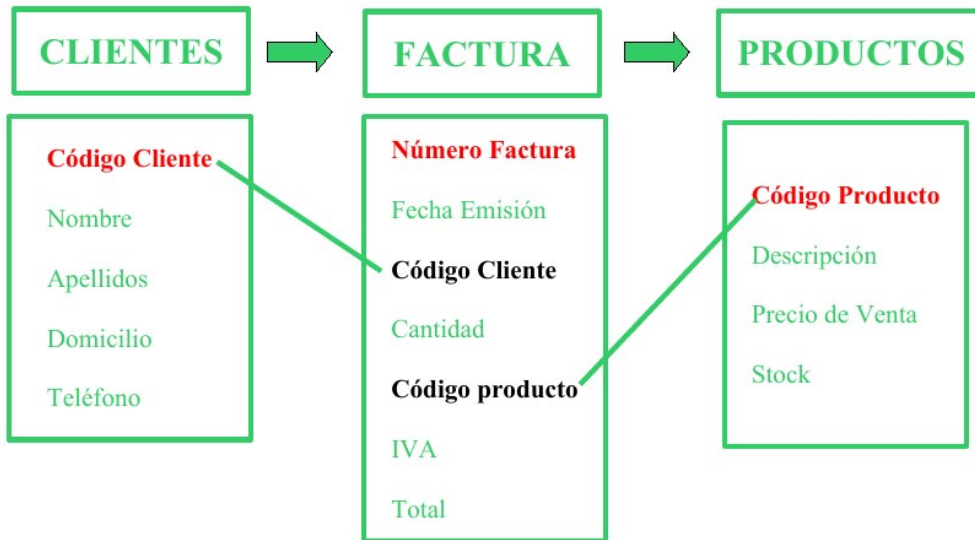 CLIENTES
Código Cliente
Nombre
Apellidos
Domicilio
Teléfono
FACTURA
Número Factura
Fecha Emisión
Código Cliente
Cantidad
Código producto
IVA
Total
PRODUCTOS
Código Producto
Descripción
Precio de Venta
Stock